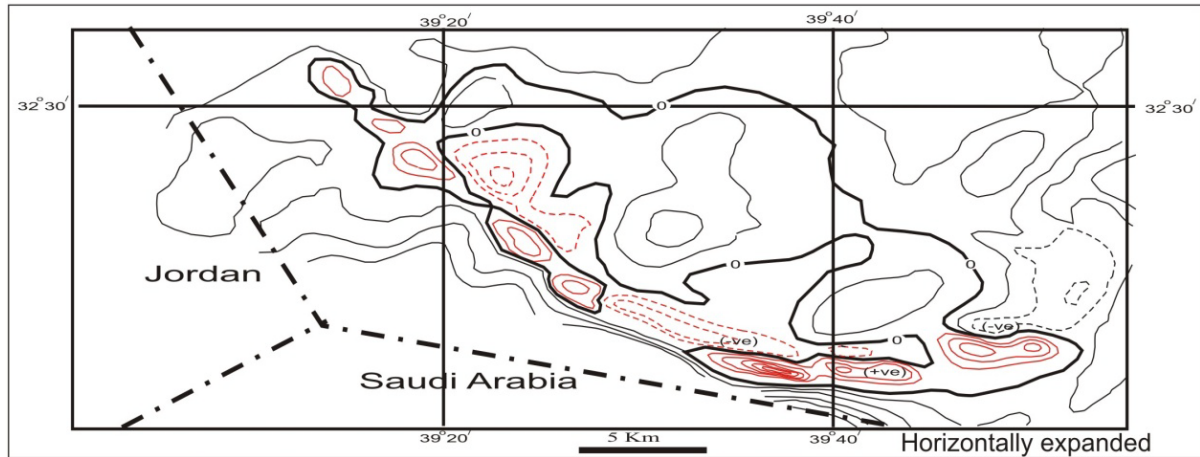 39°20′ 39°40′
32°30′ 32°30′
0
0
0
0
0
Jordan
(-ve)
(-ve)
0
(+ve)
Saudi Arabia
39°20′ 39°40′
5 Km
Horizontally expanded